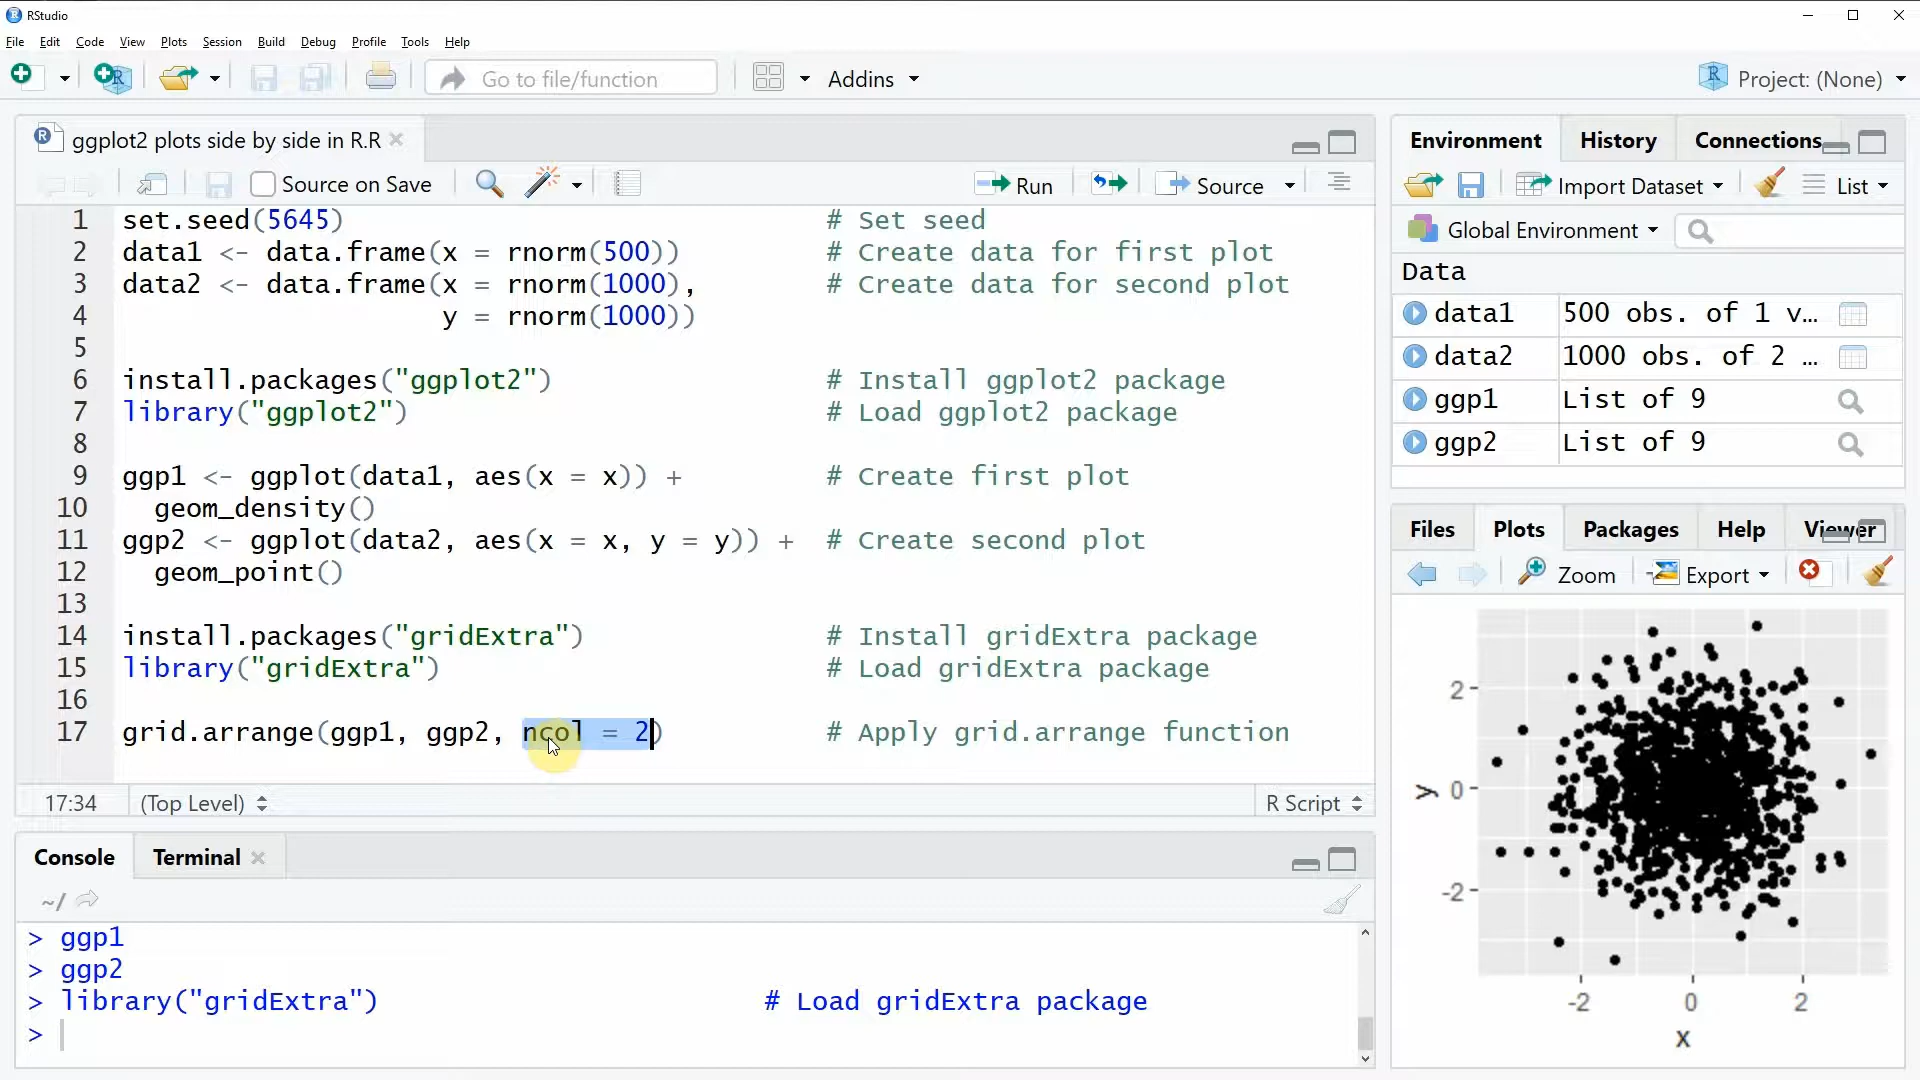 RStudio
File Edit Code View Plots Session Build Debug Profile Tools Help
Go to file/function Addins Project: (None)
ggplot2 plots side by side in R.R
Source on Save Run Source
1 set.seed(5645) # Set seed
2 data1 <- data.frame(x = rnorm(500)) # Create data for first plot
3 data2 <- data.frame(x = rnorm(1000), # Create data for second plot
4 y = rnorm(1000))
5
6 install.packages("ggplot2") # Install ggplot2 package
7 library("ggplot2") # Load ggplot2 package
8
9 ggp1 <- ggplot(data1, aes(x = x)) + # Create first plot
10 geom_density()
11 ggp2 <- ggplot(data2, aes(x = x, y = y)) + # Create second plot
12 geom_point()
13
14 install.packages("gridExtra") # Install gridExtra package
15 library("gridExtra") # Load gridExtra package
16
17 grid.arrange(ggp1, ggp2, ncol = 2) # Apply grid.arrange function
17:34 (Top Level) R Script
Console Terminal
~/
> ggp1
> ggp2
> library("gridExtra") # Load gridExtra package
>
Environment History Connections
Import Dataset List
Global Environment
Data
data1 500 obs. of 1 v…
data2 1000 obs. of 2 …
ggp1 List of 9
ggp2 List of 9
Files Plots Packages Help Viewer
Zoom Export
2
y 0
-2
-2 0 2
x